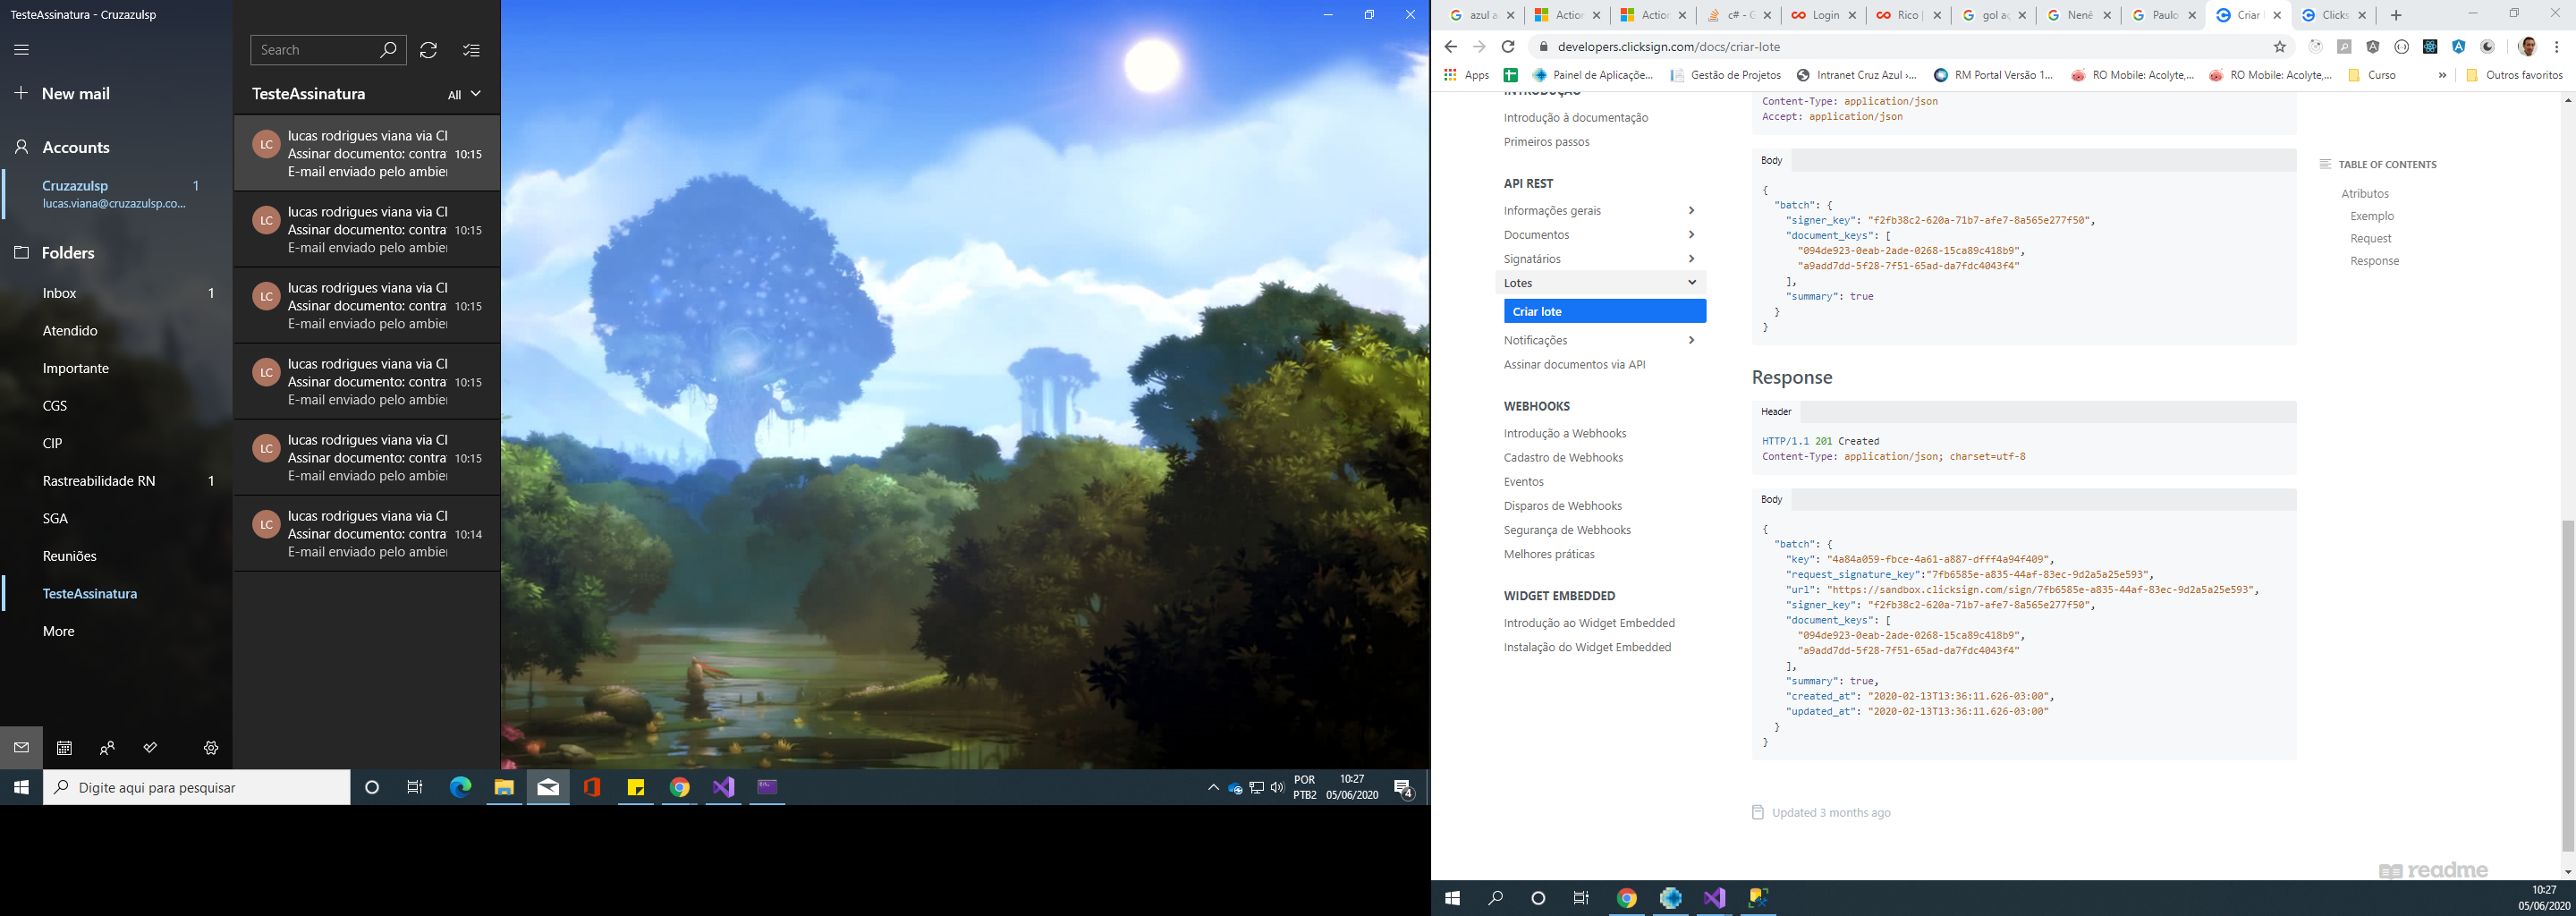 TesteAssinatura - Cruzazulsp
New mail
Accounts
Cruzazulsp 1
lucas.viana@cruzazulsp.co...
Folders
Inbox 1
Atendido
Importante
CGS
CIP
Rastreabilidade RN 1
SGA
Reuniões
TesteAssinatura
More
Search
TesteAssinatura All
LC lucas rodrigues viana via Cl
Assinar documento: contra 10:15
E-mail enviado pelo ambie
LC lucas rodrigues viana via Cl
Assinar documento: contra 10:15
E-mail enviado pelo ambie
LC lucas rodrigues viana via Cl
Assinar documento: contra 10:15
E-mail enviado pelo ambie
LC lucas rodrigues viana via Cl
Assinar documento: contra 10:15
E-mail enviado pelo ambie
LC lucas rodrigues viana via Cl
Assinar documento: contra 10:15
E-mail enviado pelo ambie
LC lucas rodrigues viana via Cl
Assinar documento: contra 10:14
E-mail enviado pelo ambie
Digite aqui para pesquisar
POR
PTB2
10:27
05/06/2020
4
azul a Action Action c# - G Login Rico | gol aç Nenê Paulo Criar Clicks
developers.clicksign.com/docs/criar-lote
Apps Painel de Aplicaçõe... Gestão de Projetos Intranet Cruz Azul ›... RM Portal Versão 1... RO Mobile: Acolyte,... RO Mobile: Acolyte,... Curso » Outros favoritos
INTRODUÇÃO
Introdução à documentação
Primeiros passos
API REST
Informações gerais
Documentos
Signatários
Lotes
Criar lote
Notificações
Assinar documentos via API
WEBHOOKS
Introdução a Webhooks
Cadastro de Webhooks
Eventos
Disparos de Webhooks
Segurança de Webhooks
Melhores práticas
WIDGET EMBEDDED
Introdução ao Widget Embedded
Instalação do Widget Embedded
Content-Type: application/json
Accept: application/json
Body
{
"batch": {
"signer_key": "f2fb38c2-620a-71b7-afe7-8a565e277f50",
"document_keys": [
"094de923-0eab-2ade-0268-15ca89c418b9",
"a9add7dd-5f28-7f51-65ad-da7fdc4043f4"
],
"summary": true
}
}
Response
Header
HTTP/1.1 201 Created
Content-Type: application/json; charset=utf-8
Body
{
"batch": {
"key": "4a84a059-fbce-4a61-a887-dfff4a94f409",
"request_signature_key":"7fb6585e-a835-44af-83ec-9d2a5a25e593",
"url": "https://sandbox.clicksign.com/sign/7fb6585e-a835-44af-83ec-9d2a5a25e593",
"signer_key": "f2fb38c2-620a-71b7-afe7-8a565e277f50",
"document_keys": [
"094de923-0eab-2ade-0268-15ca89c418b9",
"a9add7dd-5f28-7f51-65ad-da7fdc4043f4"
],
"summary": true,
"created_at": "2020-02-13T13:36:11.626-03:00",
"updated_at": "2020-02-13T13:36:11.626-03:00"
}
}
Updated 3 months ago
TABLE OF CONTENTS
Atributos
Exemplo
Request
Response
readme
10:27
05/06/2020